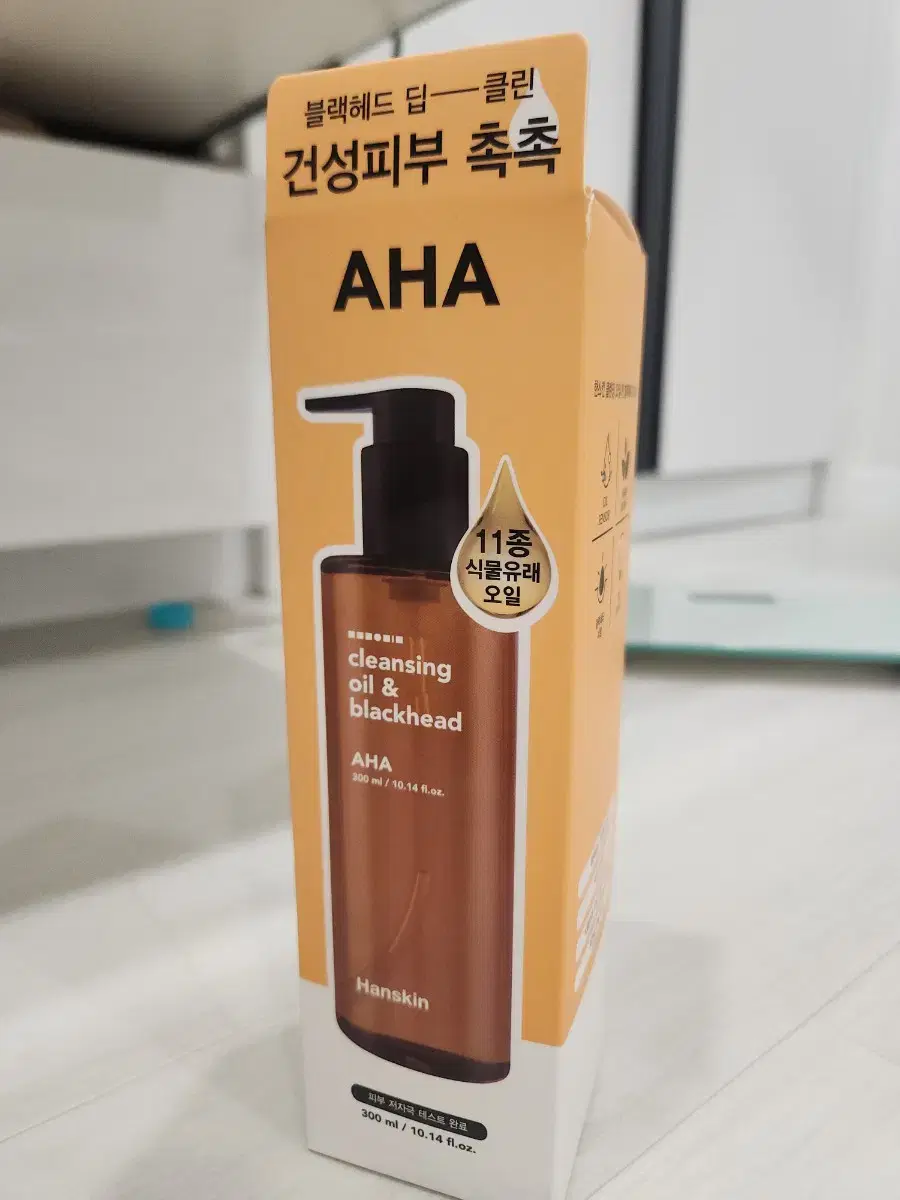 블랙헤드 딥—클린
건성피부 촉촉
AHA
11종
식물유래
오일
cleansing
oil &
blackhead
AHA
300 ml / 10.14 fl.oz.
Hanskin
피부 저자극 테스트 완료
300 ml / 10.14 fl.oz.